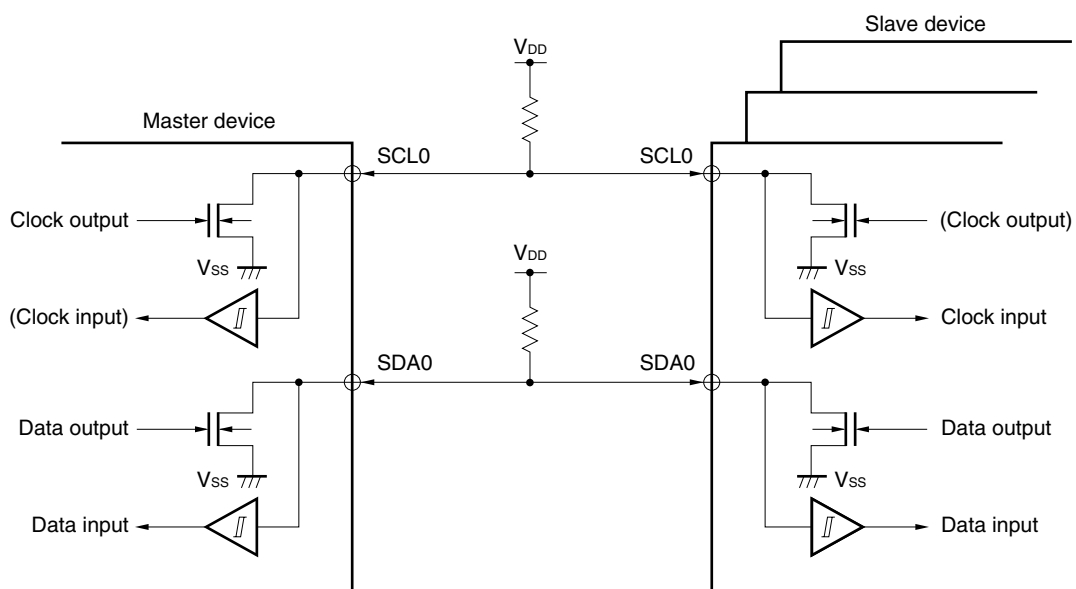 Slave device
VDD
Master device
SCL0
SCL0
Clock output
(Clock output)
VSS
VDD
VSS
(Clock input)
Clock input
SDA0
SDA0
Data output
Data output
VSS
VSS
Data input
Data input